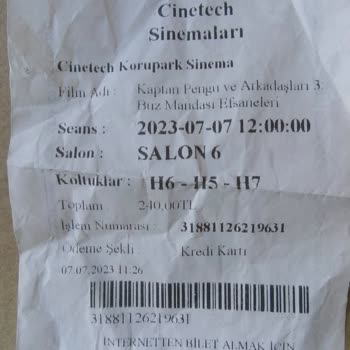 Cinetech
Sinemaları
Cinetech Korupark Sinema
Film Adı : Kaptan Pengu ve Arkadaşları 3:
Buz Mandası Efsaneleri
Seans : 2023-07-07 12:00:00
Salon : SALON 6
Koltuklar : H6 - H5 - H7
Toplam : 240,00TL
İşlem Numarası : 31881126219631
Ödeme Şekli : Kredi Kartı
07.07.2023 11:26
31881126219631
İNTERNETTEN BİLET ALMAK İÇİN